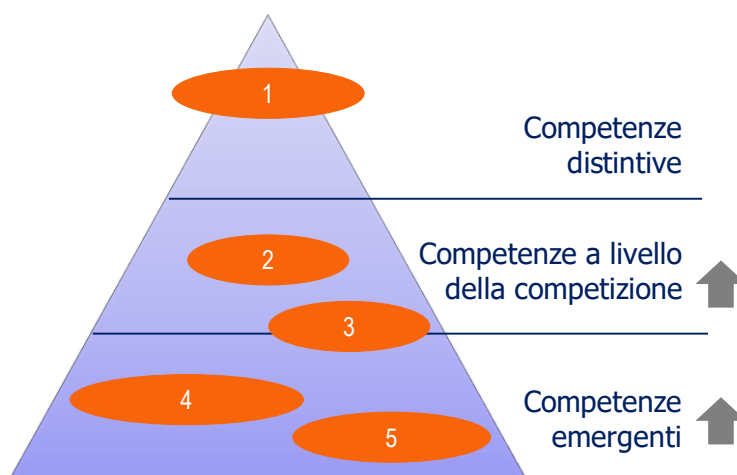 1
Competenze
distintive
2
Competenze a livello
della competizione
3
4
Competenze
emergenti
5